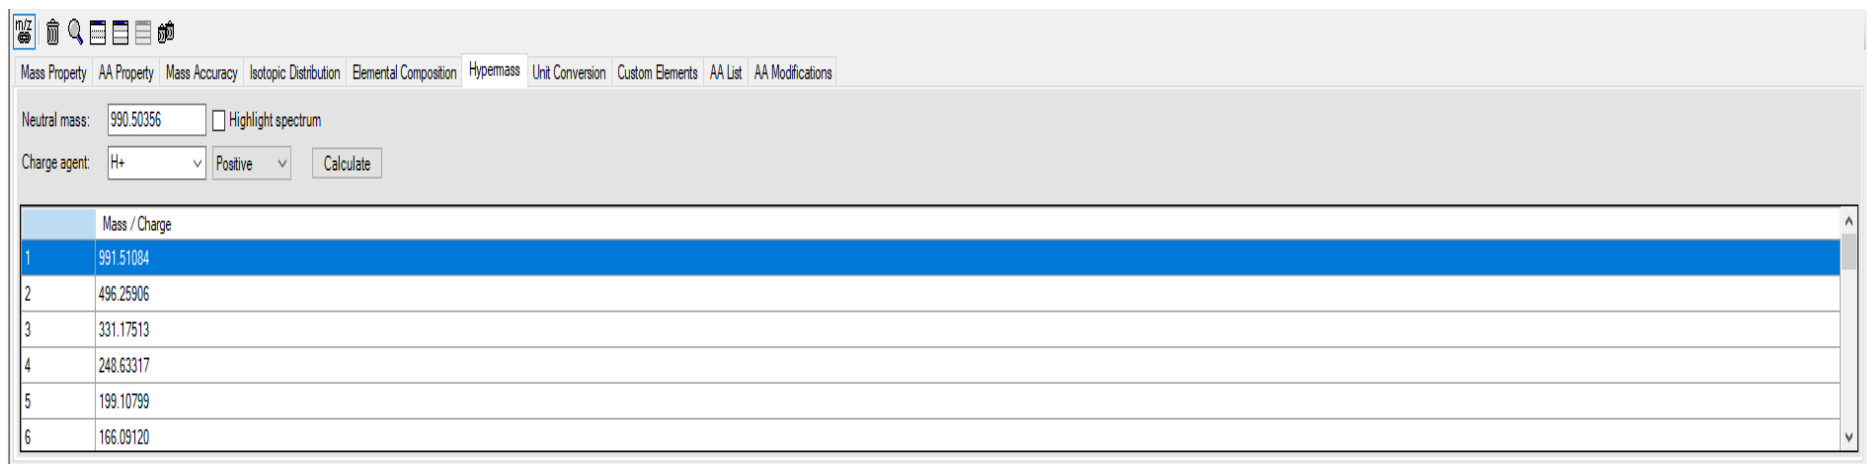 m/z
Mass Property AA Property Mass Accuracy Isotopic Distribution Elemental Composition Hypermass Unit Conversion Custom Elements AA List AA Modifications
Neutral mass: 990.50356 Highlight spectrum
Charge agent: H+ Positive Calculate
Mass / Charge
1 991.51084
2 496.25906
3 331.17513
4 248.63317
5 199.10799
6 166.09120